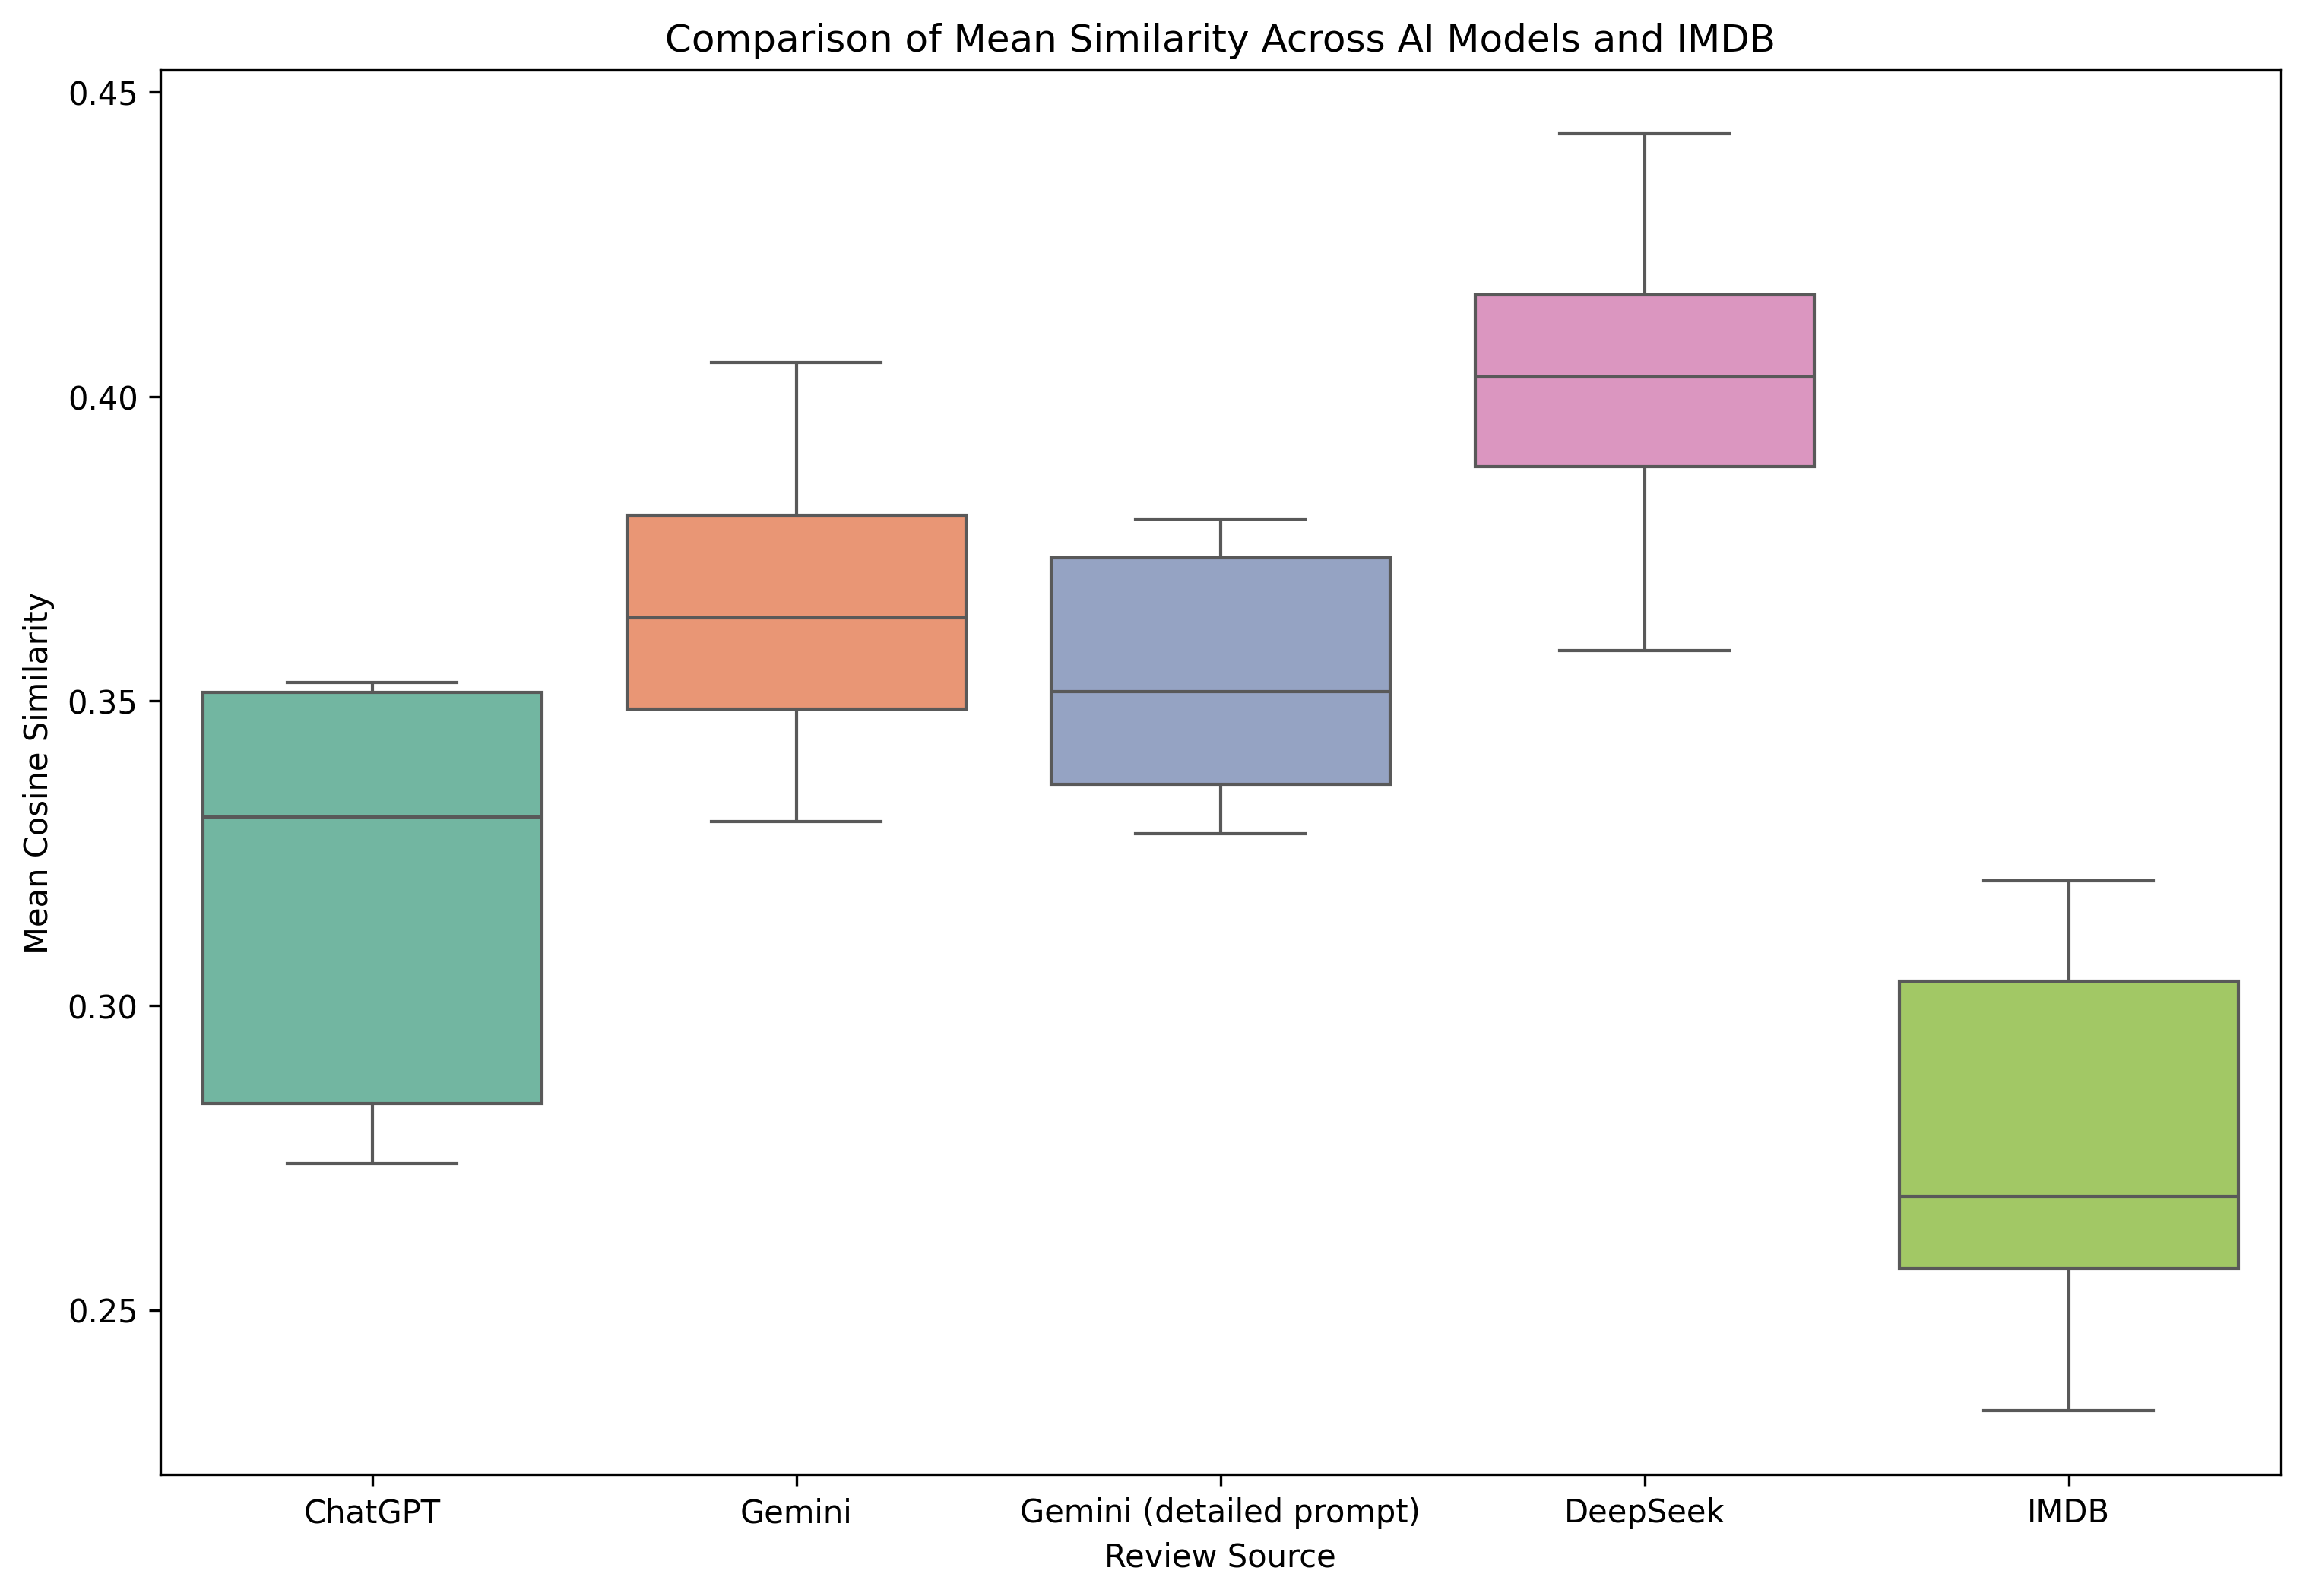 Comparison of Mean Similarity Across AI Models and IMDB
Mean Cosine Similarity
0.45
0.40
0.35
0.30
0.25
ChatGPT
Gemini
Gemini (detailed prompt)
DeepSeek
IMDB
Review Source